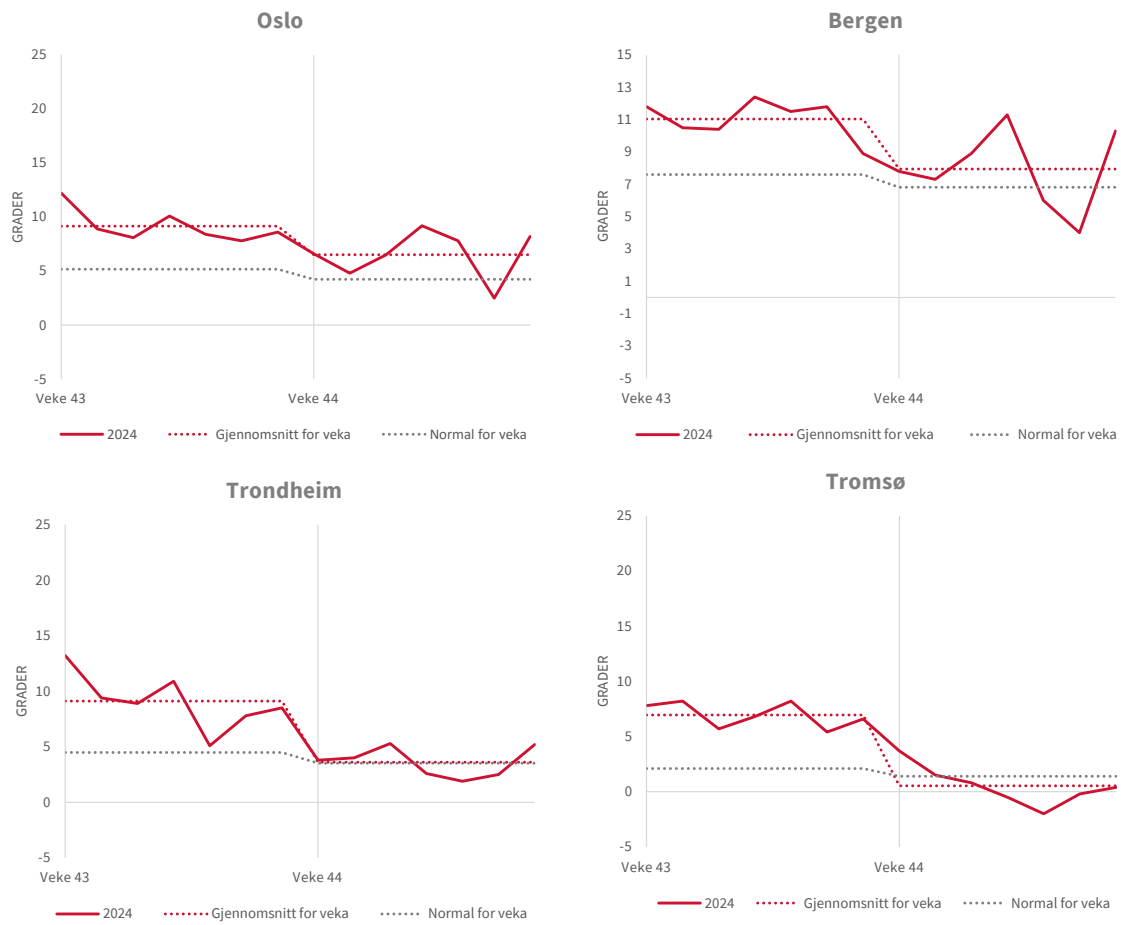 Oslo
25
20
15
10
5
0
-5
GRADER
Veke 43 Veke 44
2024 Gjennomsnitt for veka Normal for veka
Bergen
15
13
11
9
7
5
3
1
-1
-3
-5
GRADER
Veke 43 Veke 44
2024 Gjennomsnitt for veka Normal for veka
Trondheim
25
20
15
10
5
0
-5
GRADER
Veke 43 Veke 44
2024 Gjennomsnitt for veka Normal for veka
Tromsø
25
20
15
10
5
0
-5
GRADER
Veke 43 Veke 44
2024 Gjennomsnitt for veka Normal for veka